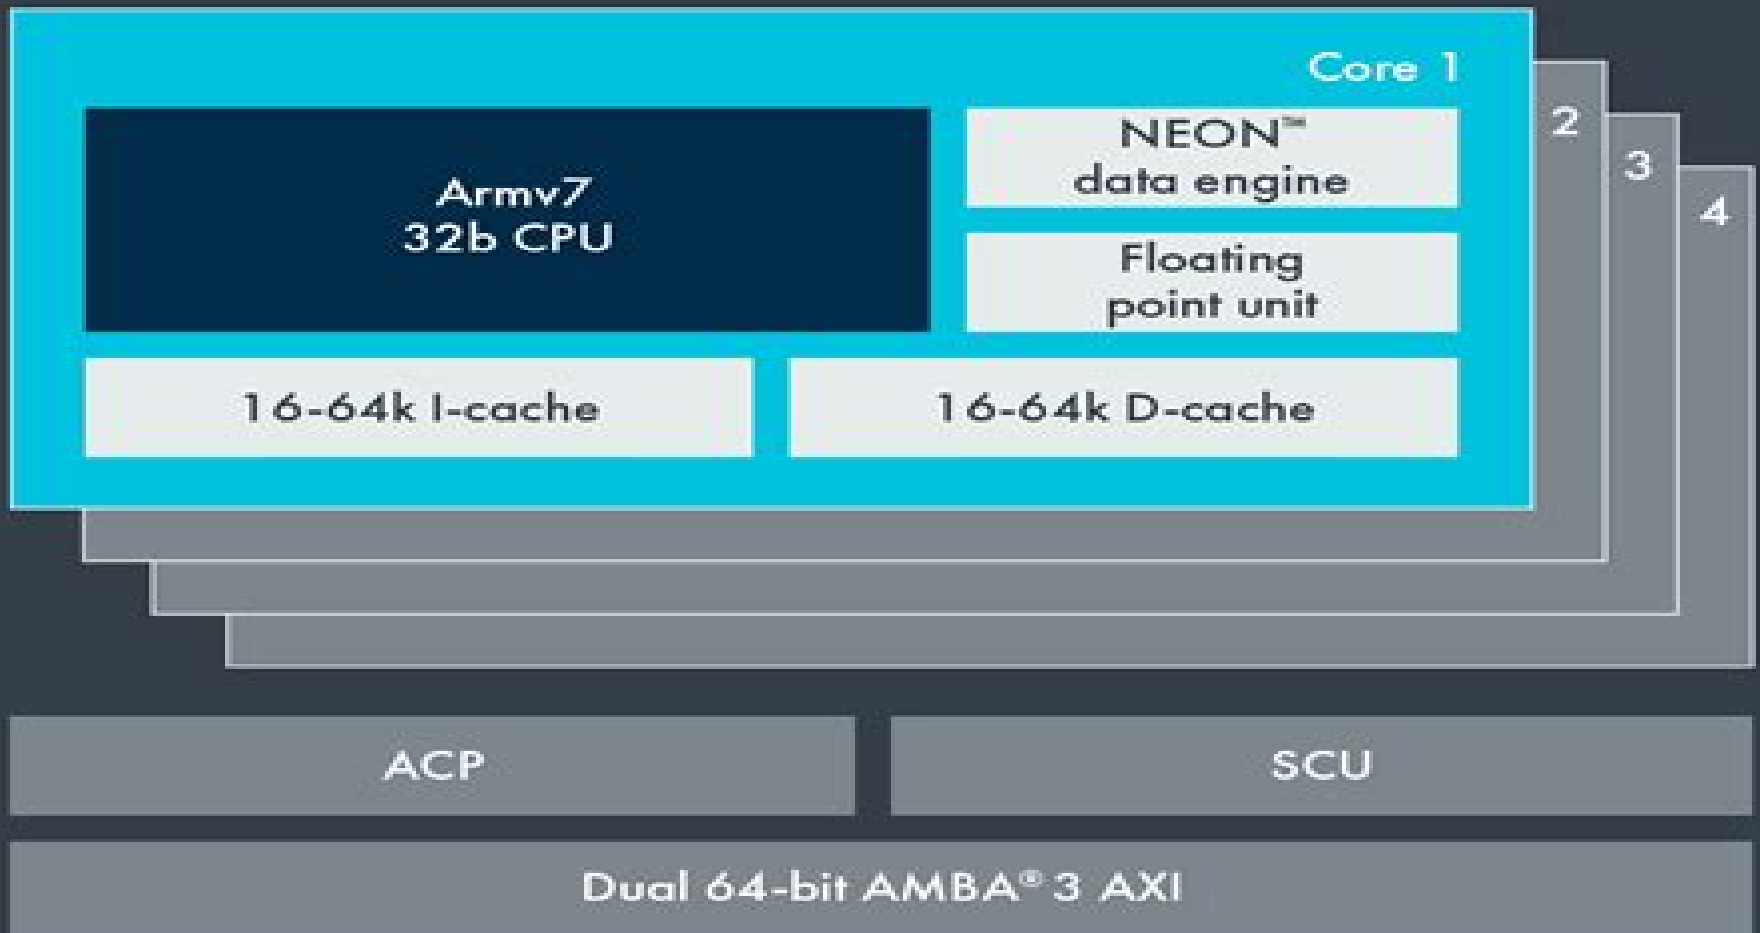 Core 1
2
3
4
Armv7
32b CPU
NEON™
data engine
Floating
point unit
16-64k I-cache
16-64k D-cache
ACP
SCU
Dual 64-bit AMBA® 3 AXI